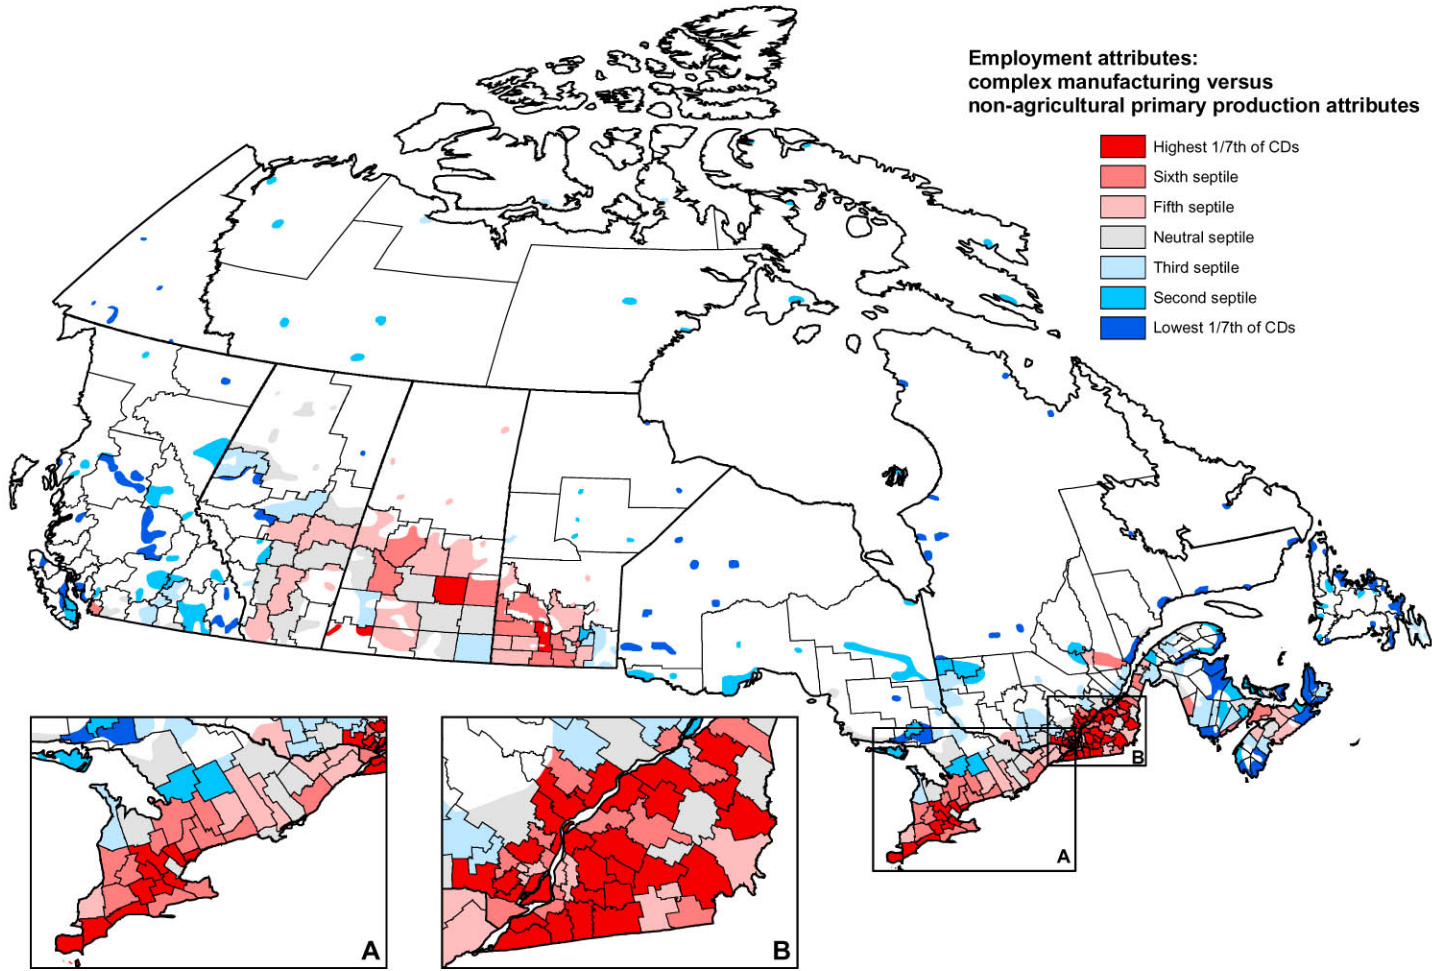 Employment attributes:
complex manufacturing versus
non-agricultural primary production attributes
Highest 1/7th of CDs
Sixth septile
Fifth septile
Neutral septile
Third septile
Second septile
Lowest 1/7th of CDs
B
A
A
B